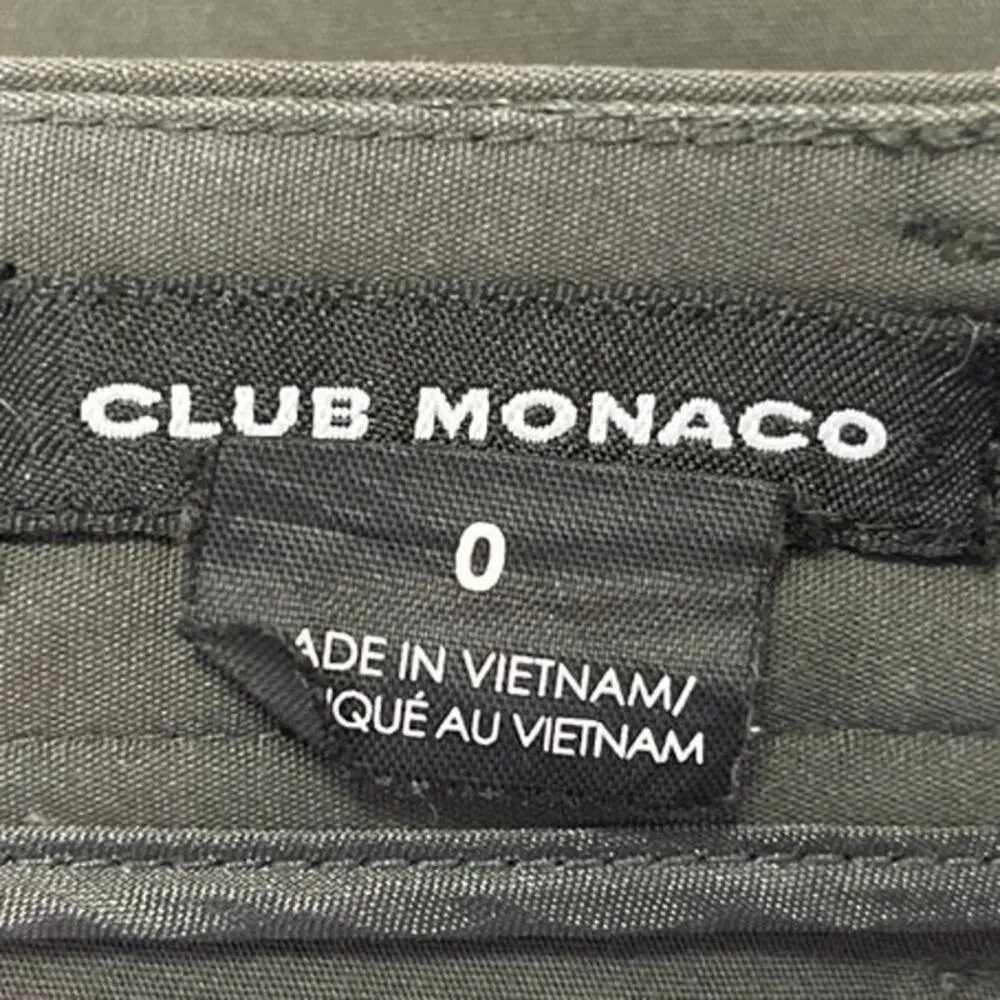 CLUB MONACO
0
ADE IN VIETNAM/
IQUÉ AU VIETNAM